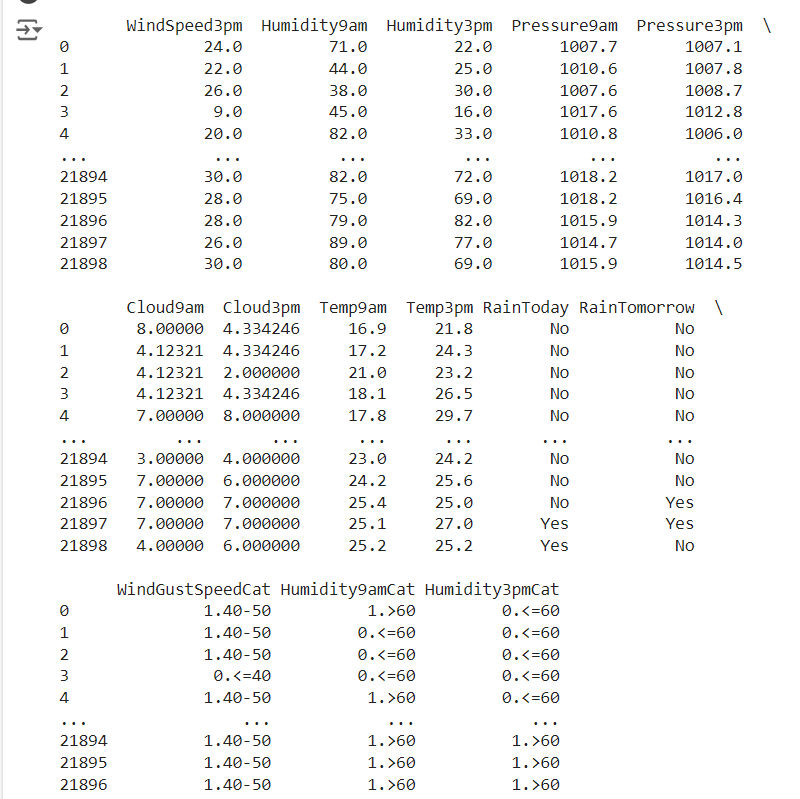 WindSpeed3pm Humidity9am Humidity3pm Pressure9am Pressure3pm \
0 24.0 71.0 22.0 1007.7 1007.1
1 22.0 44.0 25.0 1010.6 1007.8
2 26.0 38.0 30.0 1007.6 1008.7
3 9.0 45.0 16.0 1017.6 1012.8
4 20.0 82.0 33.0 1010.8 1006.0
... ... ... ... ... ...
21894 30.0 82.0 72.0 1018.2 1017.0
21895 28.0 75.0 69.0 1018.2 1016.4
21896 28.0 79.0 82.0 1015.9 1014.3
21897 26.0 89.0 77.0 1014.7 1014.0
21898 30.0 80.0 69.0 1015.9 1014.5
Cloud9am Cloud3pm Temp9am Temp3pm RainToday RainTomorrow \
0 8.00000 4.334246 16.9 21.8 No No
1 4.12321 4.334246 17.2 24.3 No No
2 4.12321 2.000000 21.0 23.2 No No
3 4.12321 4.334246 18.1 26.5 No No
4 7.00000 8.000000 17.8 29.7 No No
... ... ... ... ... ... ...
21894 3.00000 4.000000 23.0 24.2 No No
21895 7.00000 6.000000 24.2 25.6 No No
21896 7.00000 7.000000 25.4 25.0 No Yes
21897 7.00000 7.000000 25.1 27.0 Yes Yes
21898 4.00000 6.000000 25.2 25.2 Yes No
WindGustSpeedCat Humidity9amCat Humidity3pmCat
0 1.40-50 1.>60 0.<=60
1 1.40-50 0.<=60 0.<=60
2 1.40-50 0.<=60 0.<=60
3 0.<=40 0.<=60 0.<=60
4 1.40-50 1.>60 0.<=60
... ... ... ...
21894 1.40-50 1.>60 1.>60
21895 1.40-50 1.>60 1.>60
21896 1.40-50 1.>60 1.>60